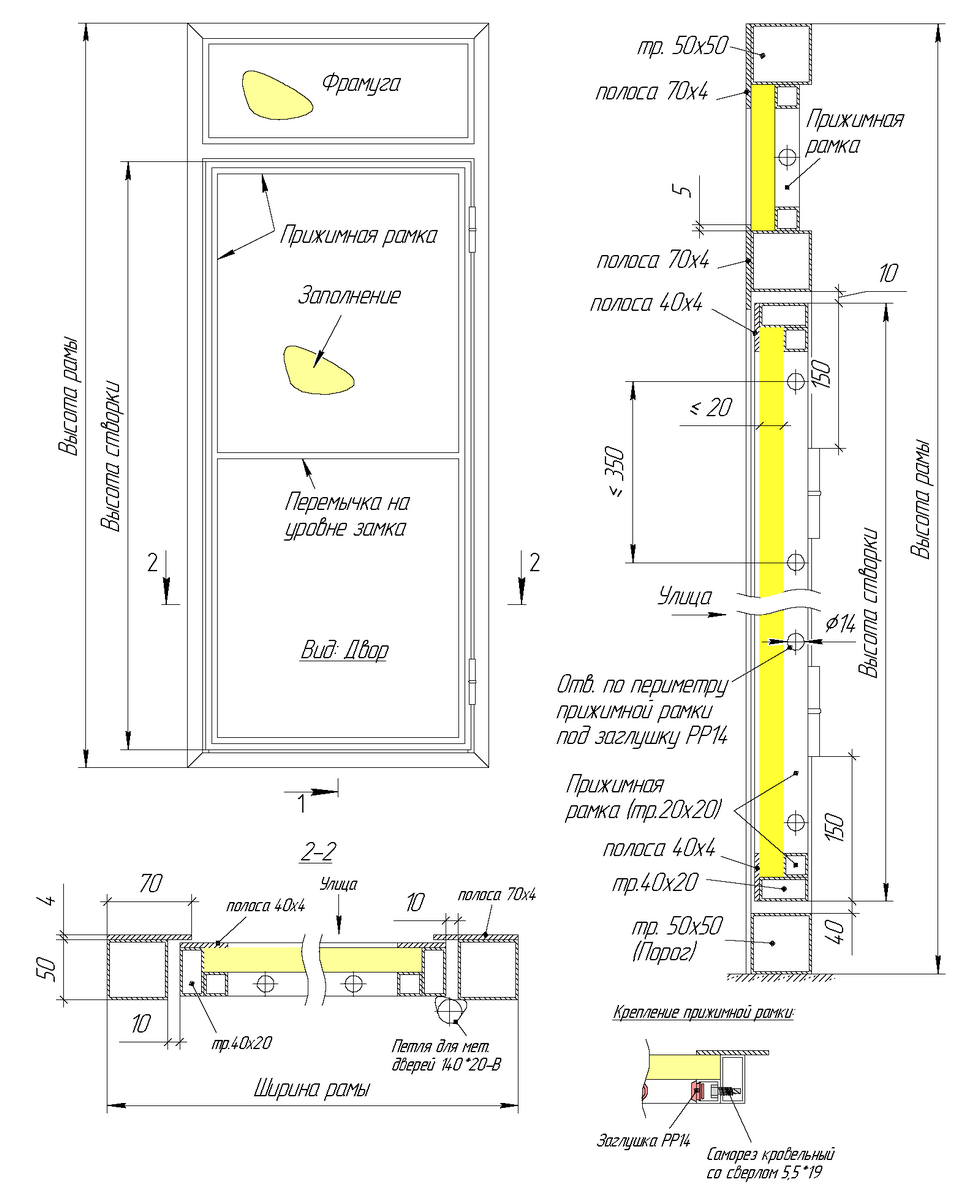 Фрамуга
Прижимная рамка
Заполнение
Перемычка на
уровне замка
Вид: Двор
Высота рамы
Высота створки
2
2
1
тр. 50х50
полоса 70х4
Прижимная
рамка
5
полоса 70х4
10
полоса 40х4
150
≤ 20
≤ 350
Высота рамы
Высота створки
Улица
ϕ14
Отв. по периметру
прижимной рамки
под заглушку РР14
Прижимная
рамка (тр.20х20)
150
полоса 40х4
тр.40х20
тр. 50х50
(Порог)
40
2-2
70
Улица
полоса 40х4
10
полоса 70х4
4
50
10
тр.40х20
Петля для мет.
дверей 140*20-В
Ширина рамы
Крепление прижимной рамки:
Заглушка РР14
Саморез кровельный
со сверлом 5,5*19